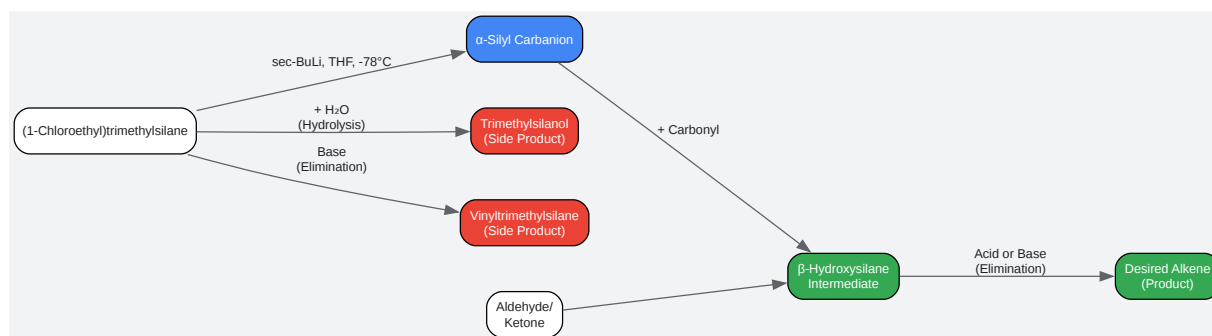 α-Silyl Carbanion
sec-BuLi, THF, -78°C
+ H₂O
(Hydrolysis)
(1-Chloroethyl)trimethylsilane
Trimethylsilanol
(Side Product)
+ Carbonyl
Base
(Elimination)
Vinyltrimethylsilane
(Side Product)
Acid or Base
(Elimination)
β-Hydroxysilane
Intermediate
Desired Alkene
(Product)
Aldehyde/
Ketone